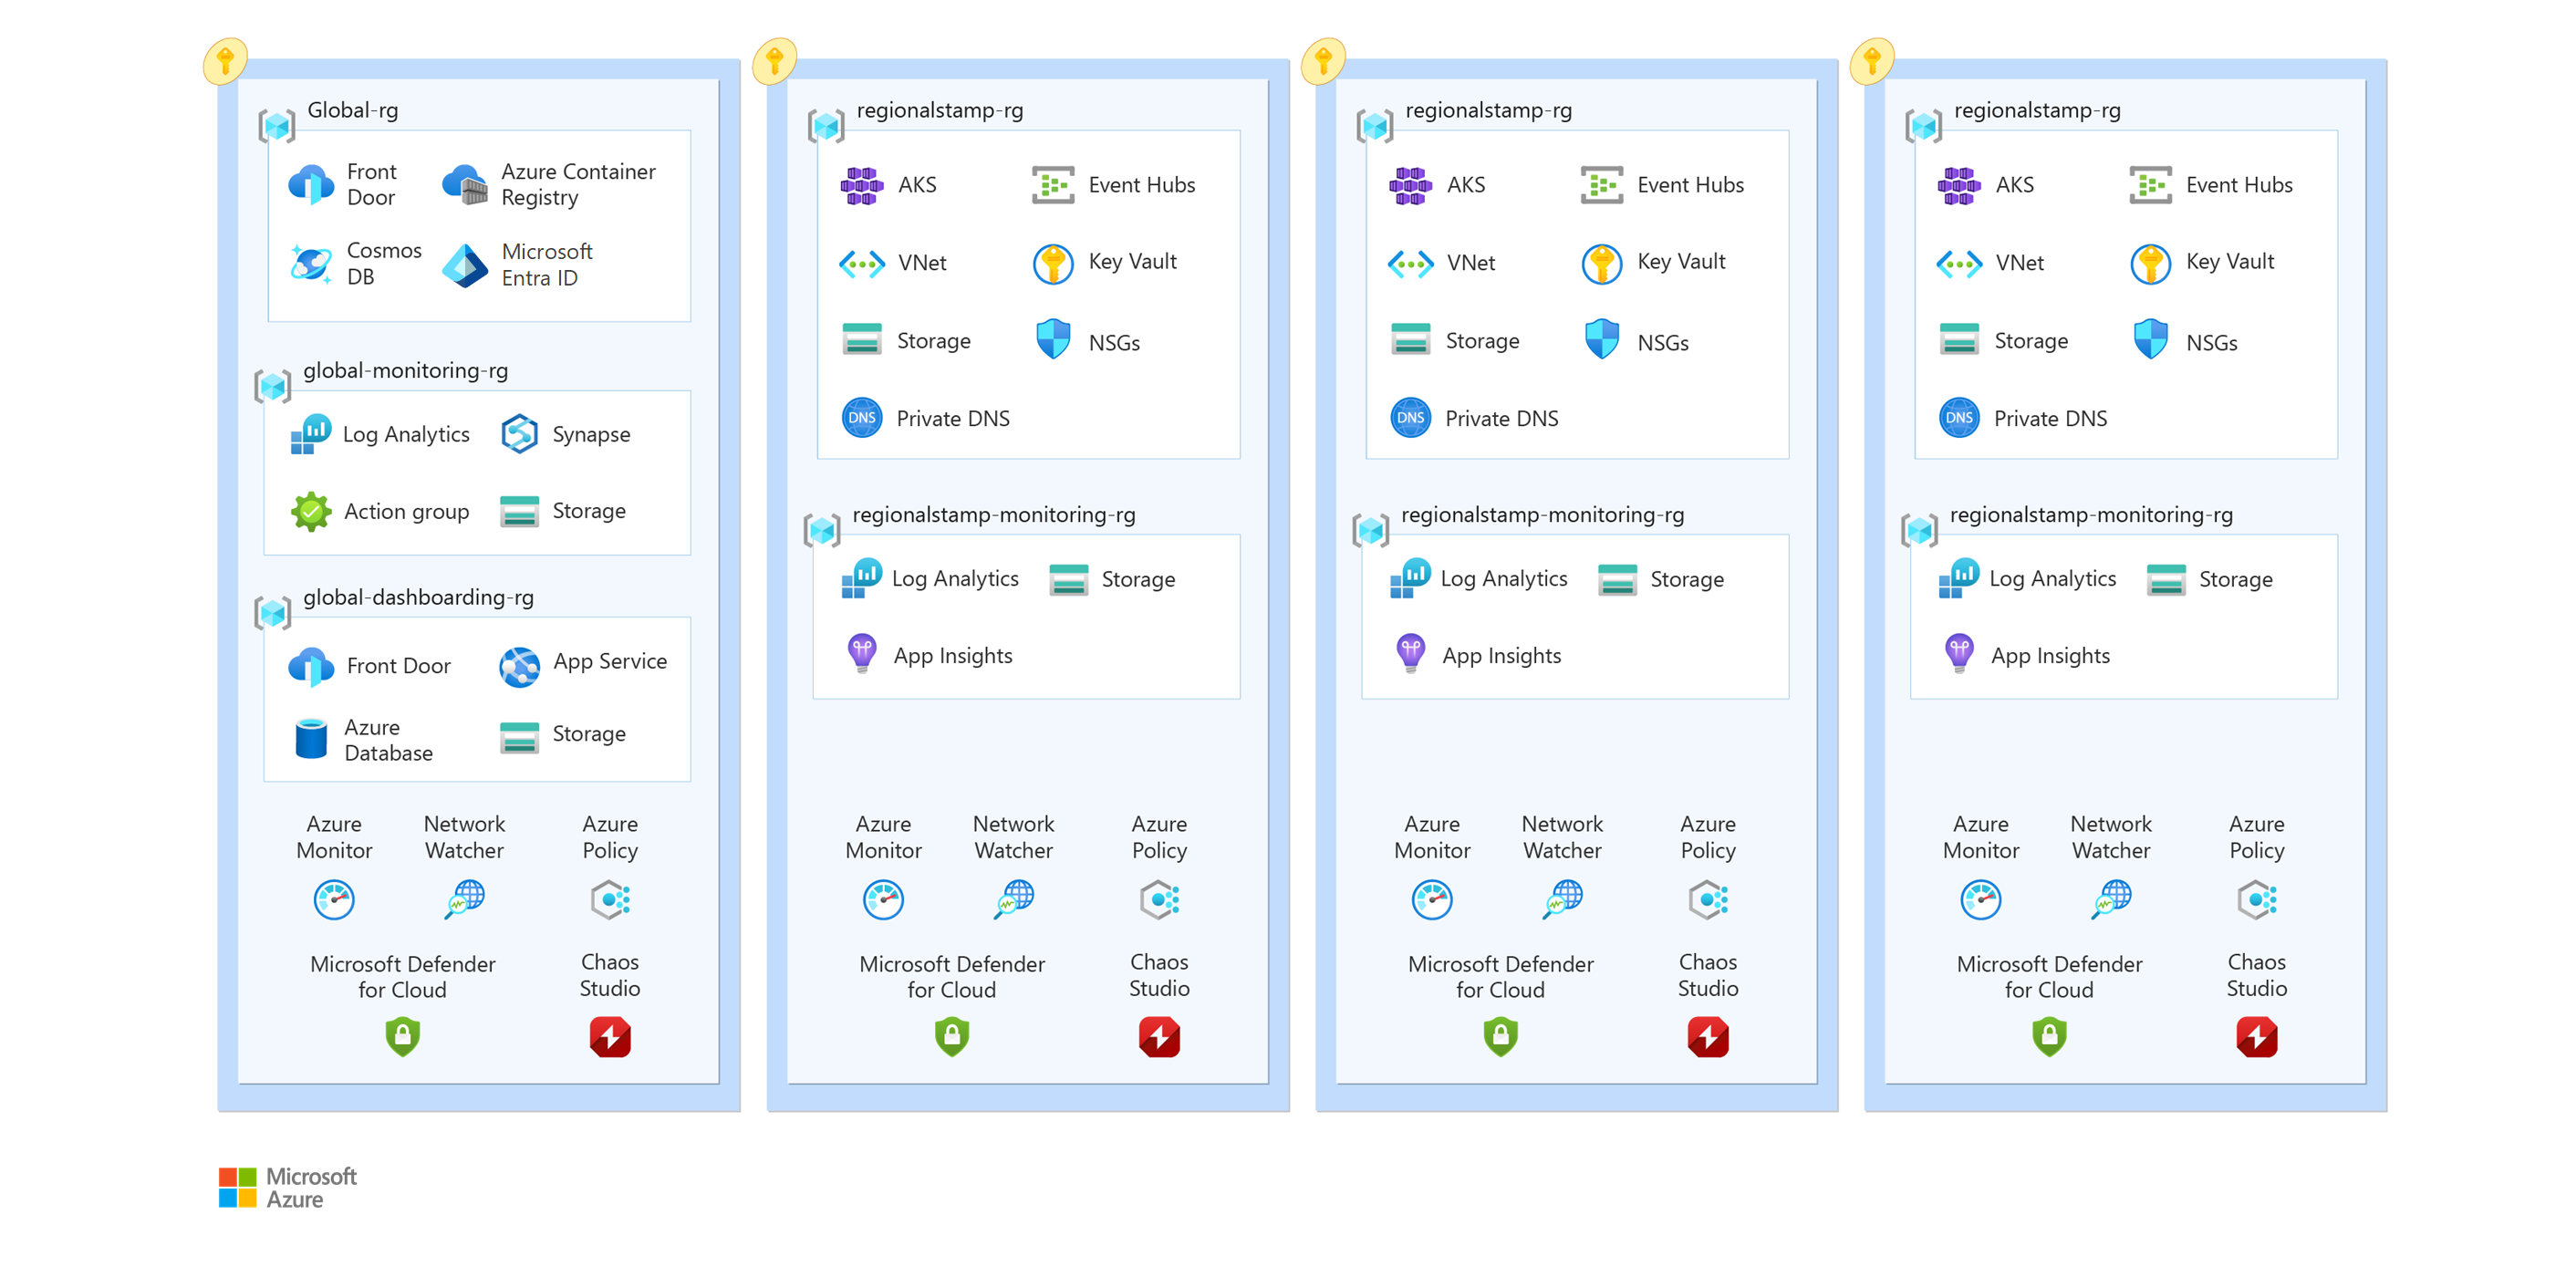 Global-rg
Front
Door
Azure Container
Registry
Cosmos
DB
Microsoft
Entra ID
global-monitoring-rg
Log Analytics
Synapse
Action group
Storage
global-dashboarding-rg
Front Door
App Service
Azure
Database
Storage
Azure
Monitor
Network
Watcher
Azure
Policy
Microsoft Defender
for Cloud
Chaos
Studio
regionalstamp-rg
AKS
Event Hubs
VNet
Key Vault
Storage
NSGs
DNS
Private DNS
regionalstamp-monitoring-rg
Log Analytics
Storage
App Insights
Azure
Monitor
Network
Watcher
Azure
Policy
Microsoft Defender
for Cloud
Chaos
Studio
regionalstamp-rg
AKS
Event Hubs
VNet
Key Vault
Storage
NSGs
DNS
Private DNS
regionalstamp-monitoring-rg
Log Analytics
Storage
App Insights
Azure
Monitor
Network
Watcher
Azure
Policy
Microsoft Defender
for Cloud
Chaos
Studio
regionalstamp-rg
AKS
Event Hubs
VNet
Key Vault
Storage
NSGs
DNS
Private DNS
regionalstamp-monitoring-rg
Log Analytics
Storage
App Insights
Azure
Monitor
Network
Watcher
Azure
Policy
Microsoft Defender
for Cloud
Chaos
Studio
Microsoft
Azure